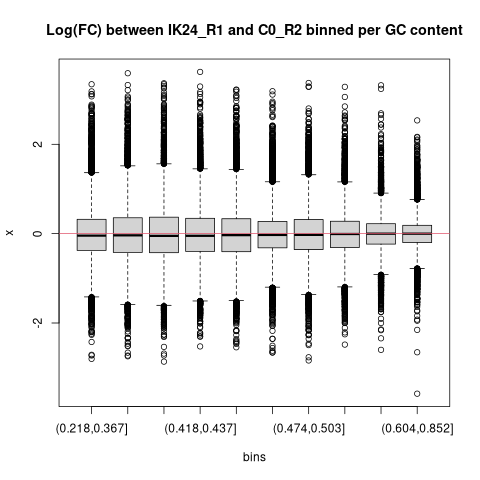 Log(FC) between IK24_R1 and C0_R2 binned per GC content
x
2
0
-2
(0.218,0.367] (0.418,0.437] (0.474,0.503] (0.604,0.852]
bins